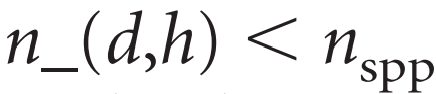 n_(d,h) < n_spp